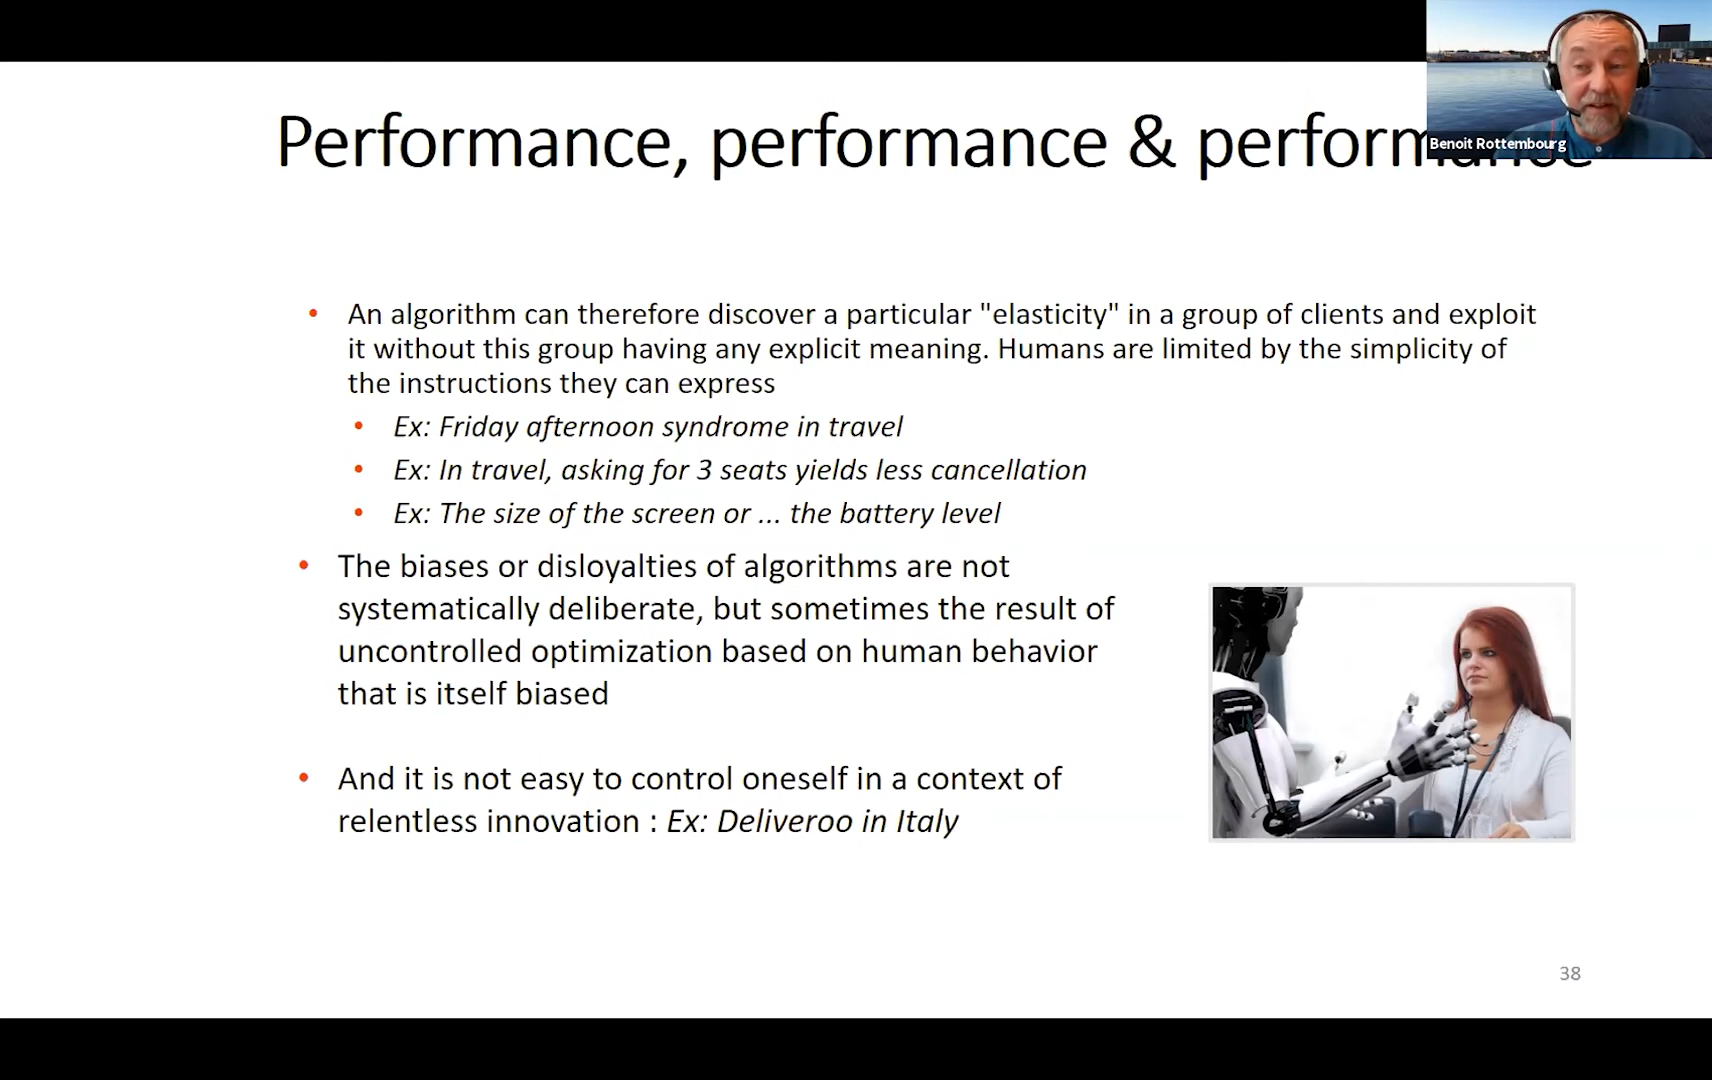 Performance, performance & performance
Benoit Rottembourg
• An algorithm can therefore discover a particular "elasticity" in a group of clients and exploit
it without this group having any explicit meaning. Humans are limited by the simplicity of
the instructions they can express
• Ex: Friday afternoon syndrome in travel
• Ex: In travel, asking for 3 seats yields less cancellation
• Ex: The size of the screen or ... the battery level
• The biases or disloyalties of algorithms are not
systematically deliberate, but sometimes the result of
uncontrolled optimization based on human behavior
that is itself biased
• And it is not easy to control oneself in a context of
relentless innovation : Ex: Deliveroo in Italy
38